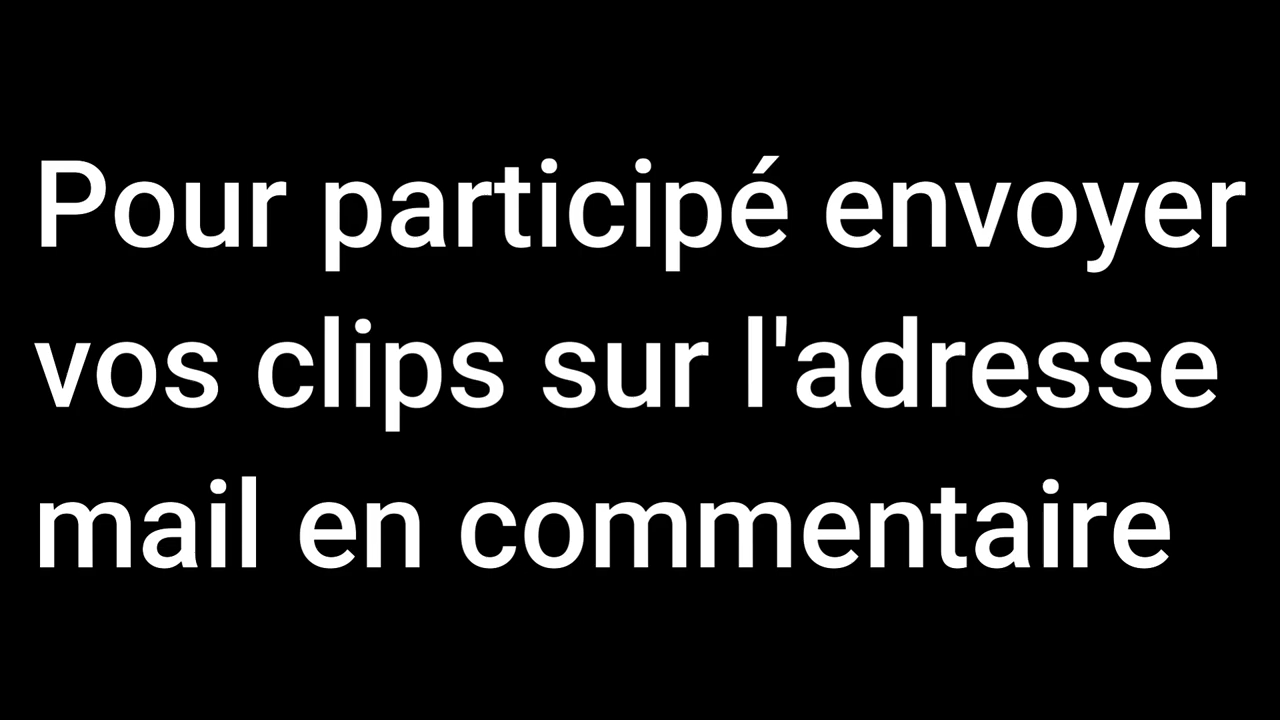 Pour participé envoyer
vos clips sur l'adresse
mail en commentaire